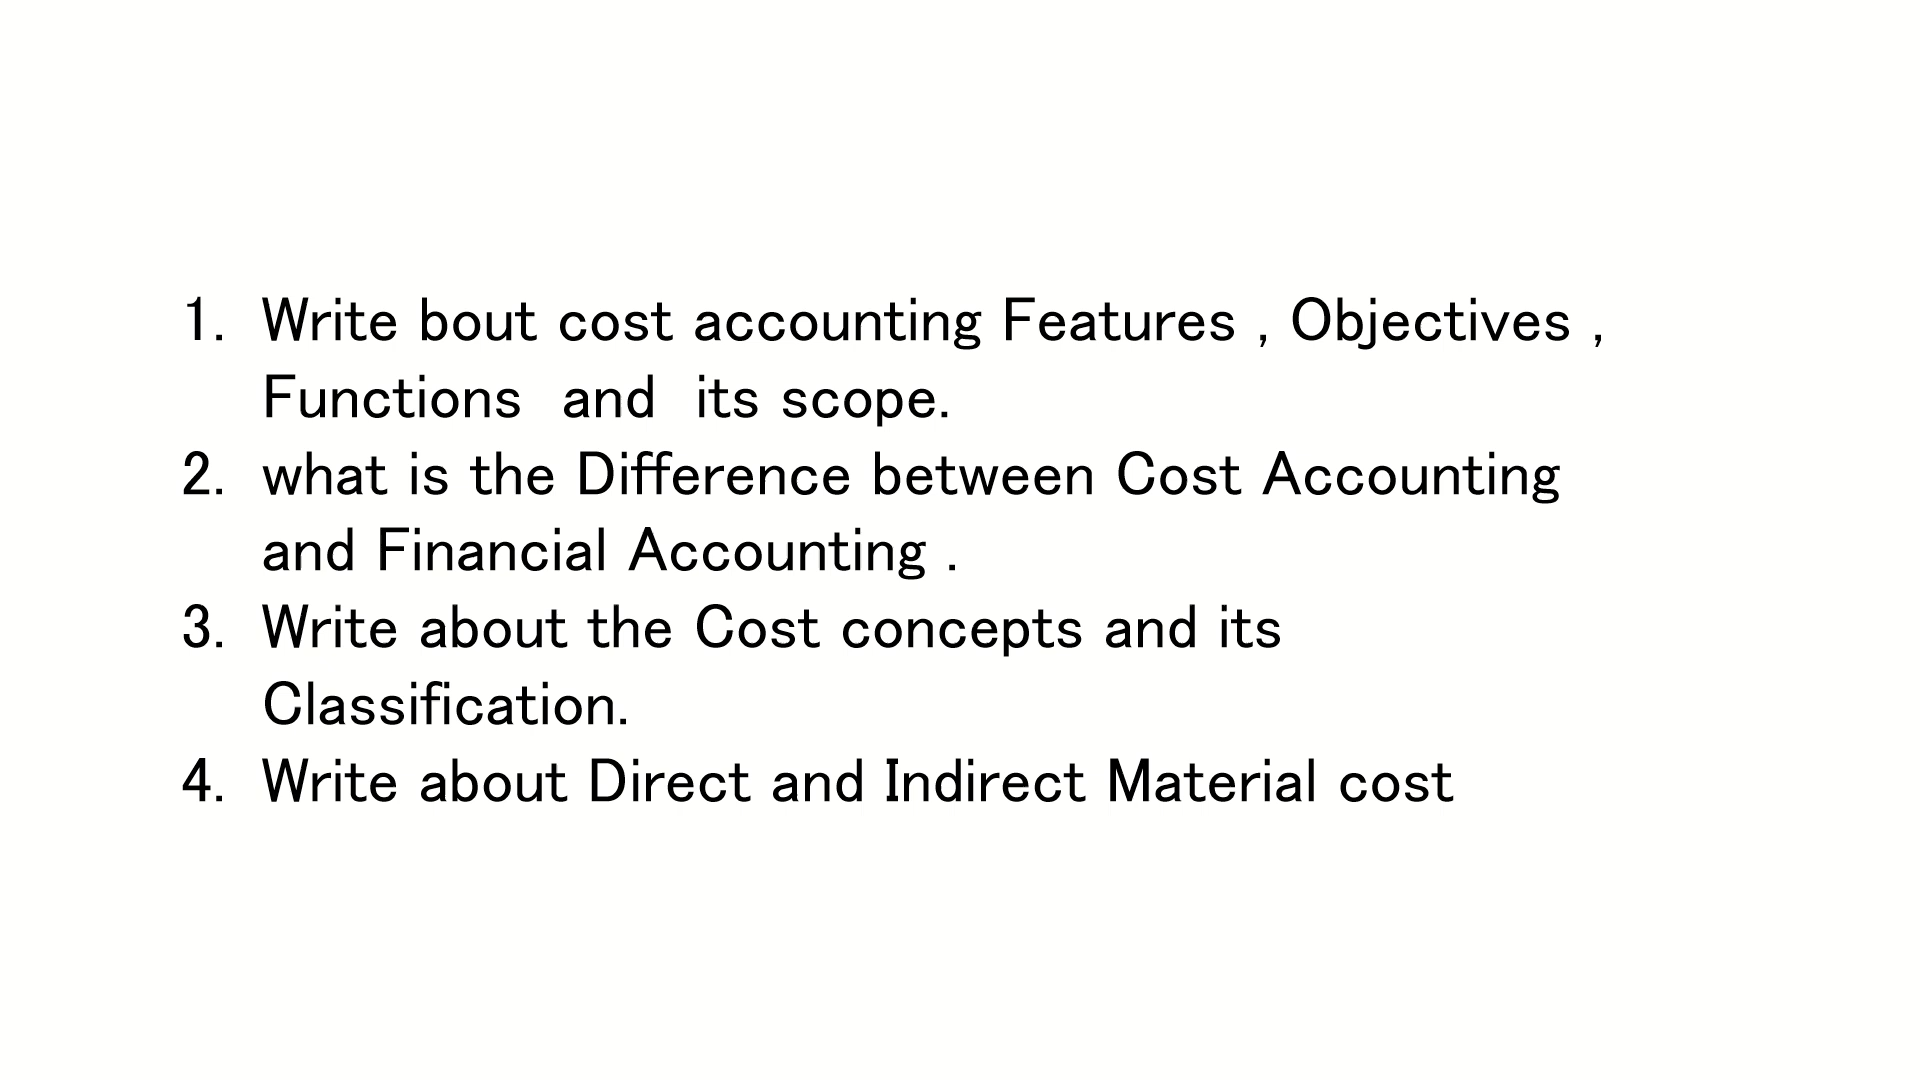 1. Write bout cost accounting Features , Objectives ,
Functions and its scope.
2. what is the Difference between Cost Accounting
and Financial Accounting .
3. Write about the Cost concepts and its
Classification.
4. Write about Direct and Indirect Material cost